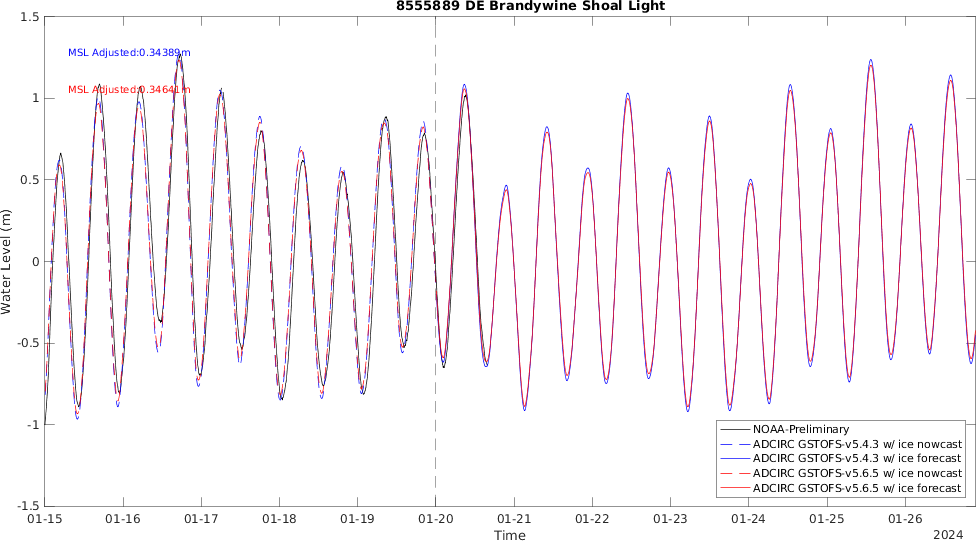 8555889 DE Brandywine Shoal Light
1.5
1
0.5
0
-0.5
-1
-1.5
Water Level (m)
MSL Adjusted:0.34389m
MSL Adjusted:0.34641m
NOAA-Preliminary
ADCIRC GSTOFS-v5.4.3 w/ ice nowcast
ADCIRC GSTOFS-v5.4.3 w/ ice forecast
ADCIRC GSTOFS-v5.6.5 w/ ice nowcast
ADCIRC GSTOFS-v5.6.5 w/ ice forecast
01-15 01-16 01-17 01-18 01-19 01-20 01-21 01-22 01-23 01-24 01-25 01-26
Time
2024